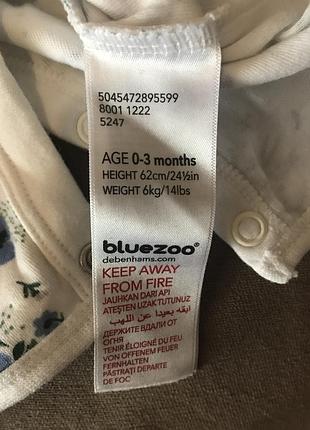 5045472895599
8001 1222
5247
AGE 0-3 months
HEIGHT 62cm/24½in
WEIGHT 6kg/14lbs
bluezoo®
debenhams.com
KEEP AWAY
FROM FIRE
JAUHKAN DARI API
ATEŞTEN UZAK TUTUNUZ
ابقه بعيدا عن اللهب
ДЕРЖИТЕ ВДАЛИ ОТ
ОГНЯ
TENIR ÉLOIGNÉ DU FEU
VON OFFENEM FEUER
FERNHALTEN
PĂSTRAŢI DEPARTE
DE FOC